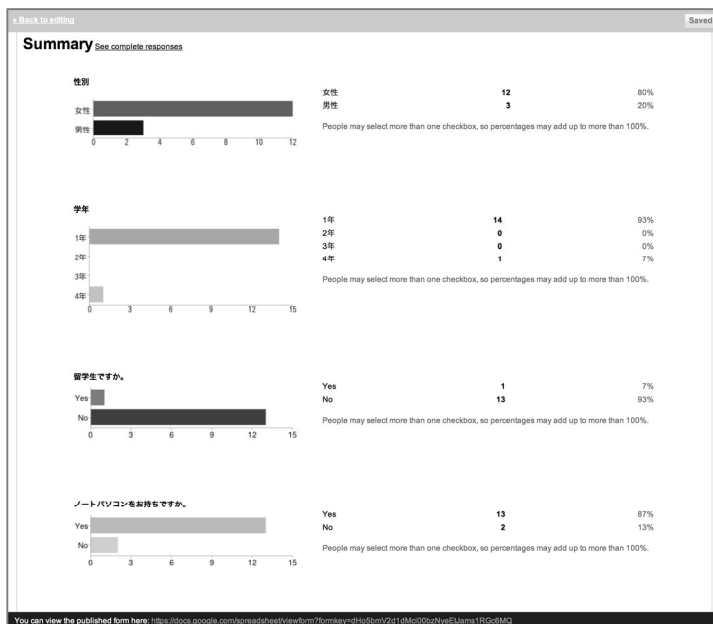 « Back to editing
Saved
Summary See complete responses
性別
女性
男性
0 2 4 6 8 10 12
女性 12 80%
男性 3 20%
People may select more than one checkbox, so percentages may add up to more than 100%.
学年
1年
2年
3年
4年
0 3 6 9 12 15
1年 14 93%
2年 0 0%
3年 0 0%
4年 1 7%
People may select more than one checkbox, so percentages may add up to more than 100%.
留学生ですか。
Yes
No
0 3 6 9 12 15
Yes 1 7%
No 13 93%
People may select more than one checkbox, so percentages may add up to more than 100%.
ノートパソコンをお持ちですか。
Yes
No
0 3 6 9 12 15
Yes 13 87%
No 2 13%
People may select more than one checkbox, so percentages may add up to more than 100%.
You can view the published form here: https://docs.google.com/spreadsheet/viewform?formkey=dHo5bmV2d1dMci00bzNyeEtJams1RGc6MQ